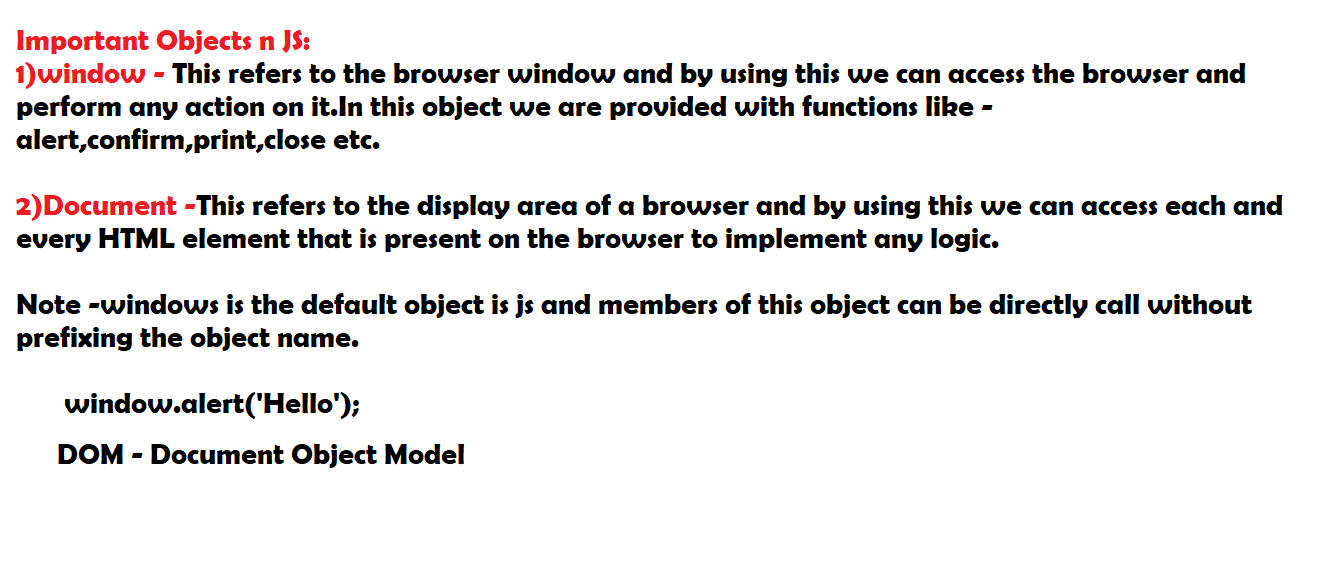 Important Objects n JS:
1)window - This refers to the browser window and by using this we can access the browser and
perform any action on it.In this object we are provided with functions like -
alert,confirm,print,close etc.
2)Document -This refers to the display area of a browser and by using this we can access each and
every HTML element that is present on the browser to implement any logic.
Note -windows is the default object is js and members of this object can be directly call without
prefixing the object name.
window.alert('Hello');
DOM - Document Object Model